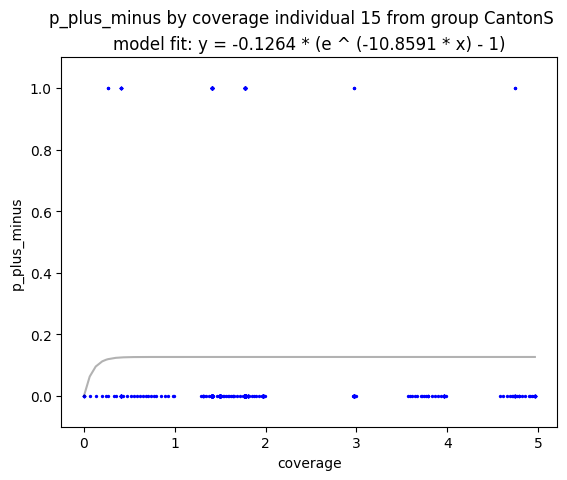 p_plus_minus by coverage individual 15 from group CantonS
model fit: y = -0.1264 * (e ^ (-10.8591 * x) - 1)
p_plus_minus
1.0
0.8
0.6
0.4
0.2
0.0
0 1 2 3 4 5
coverage